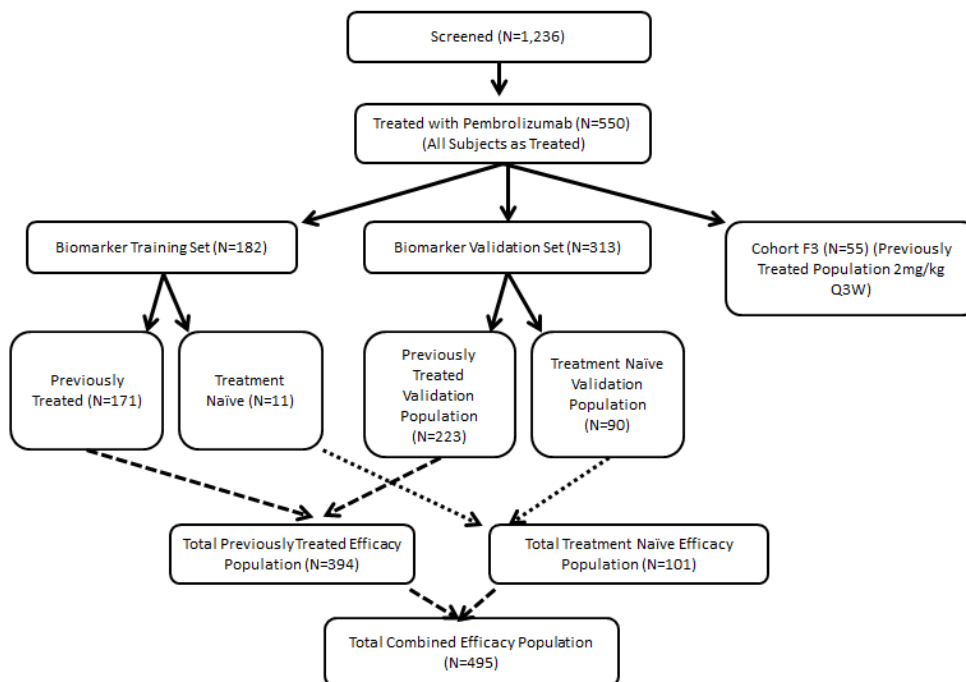 Screened (N=1,236)
Treated with Pembrolizumab (N=550)
(All Subjects as Treated)
Biomarker Training Set (N=182)
Biomarker Validation Set (N=313)
Cohort F3 (N=55) (Previously
Treated Population 2mg/kg
Q3W)
Previously
Treated (N=171)
Treatment
Naïve (N=11)
Previously
Treated
Validation
Population
(N=223)
Treatment Naïve
Validation
Population
(N=90)
Total Previously Treated Efficacy
Population (N=394)
Total Treatment Naïve Efficacy
Population (N=101)
Total Combined Efficacy Population
(N=495)